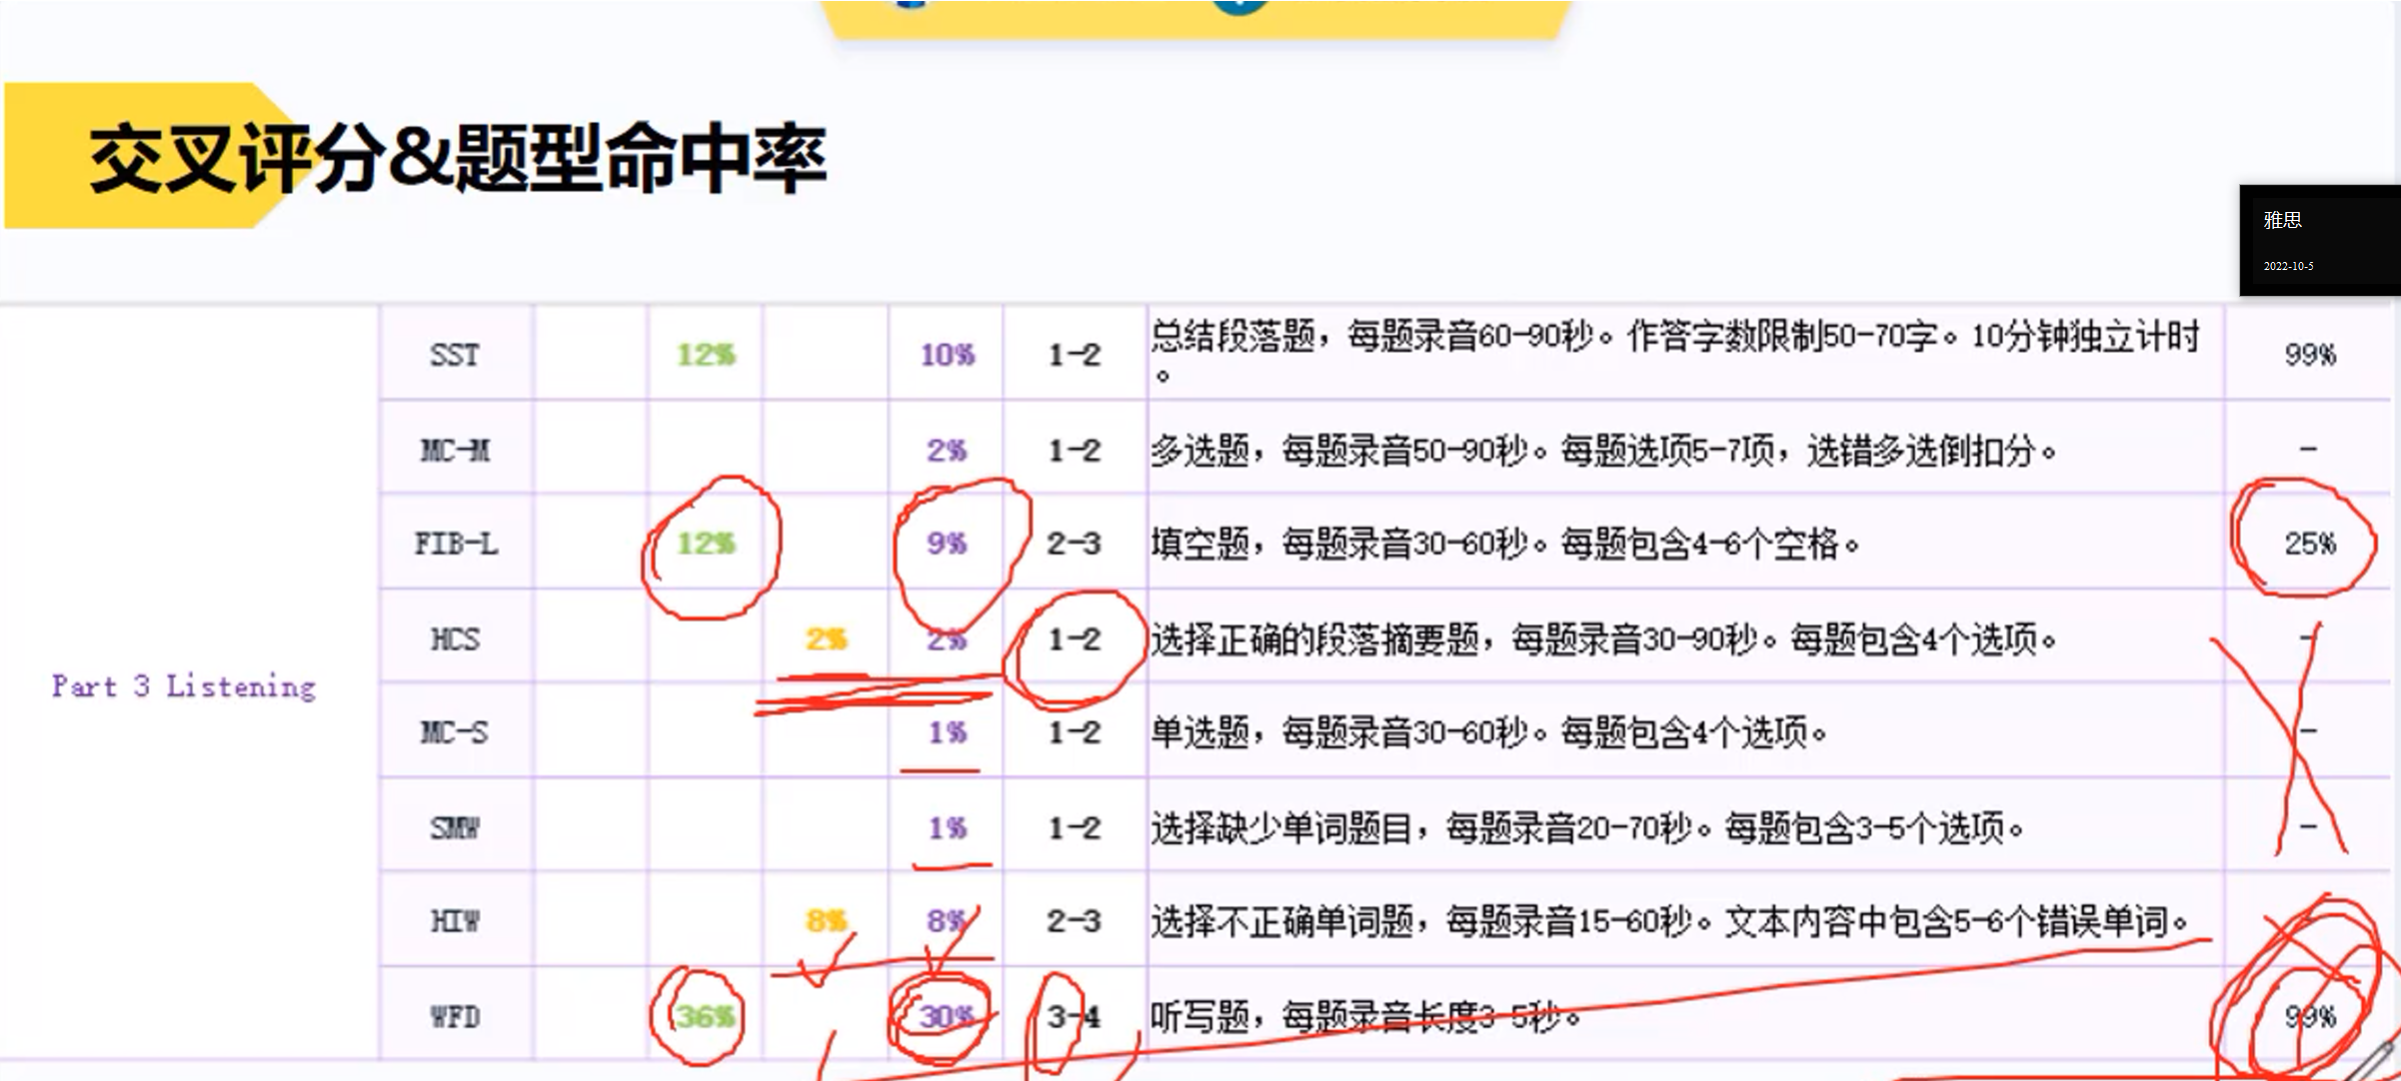 交叉评分&题型命中率
雅思
2022-10-5
SST 12% 10% 1-2 总结段落题，每题录音60-90秒。作答字数限制50-70字。10分钟独立计时 99%
。
MC-M 2% 1-2 多选题，每题录音50-90秒。每题选项5-7项，选错多选倒扣分。 -
FIB-L 12% 9% 2-3 填空题，每题录音30-60秒。每题包含4-6个空格。 25%
HCS 2% 2% 1-2 选择正确的段落摘要题，每题录音30-90秒。每题包含4个选项。 -
Part 3 Listening
MC-S 1% 1-2 单选题，每题录音30-60秒。每题包含4个选项。 -
SMW 1% 1-2 选择缺少单词题目，每题录音20-70秒。每题包含3-5个选项。 -
HIW 8% 8% 2-3 选择不正确单词题，每题录音15-60秒。文本内容中包含5-6个错误单词。
WFD 36% 30% 3-4 听写题，每题录音长度3-5秒。 99%